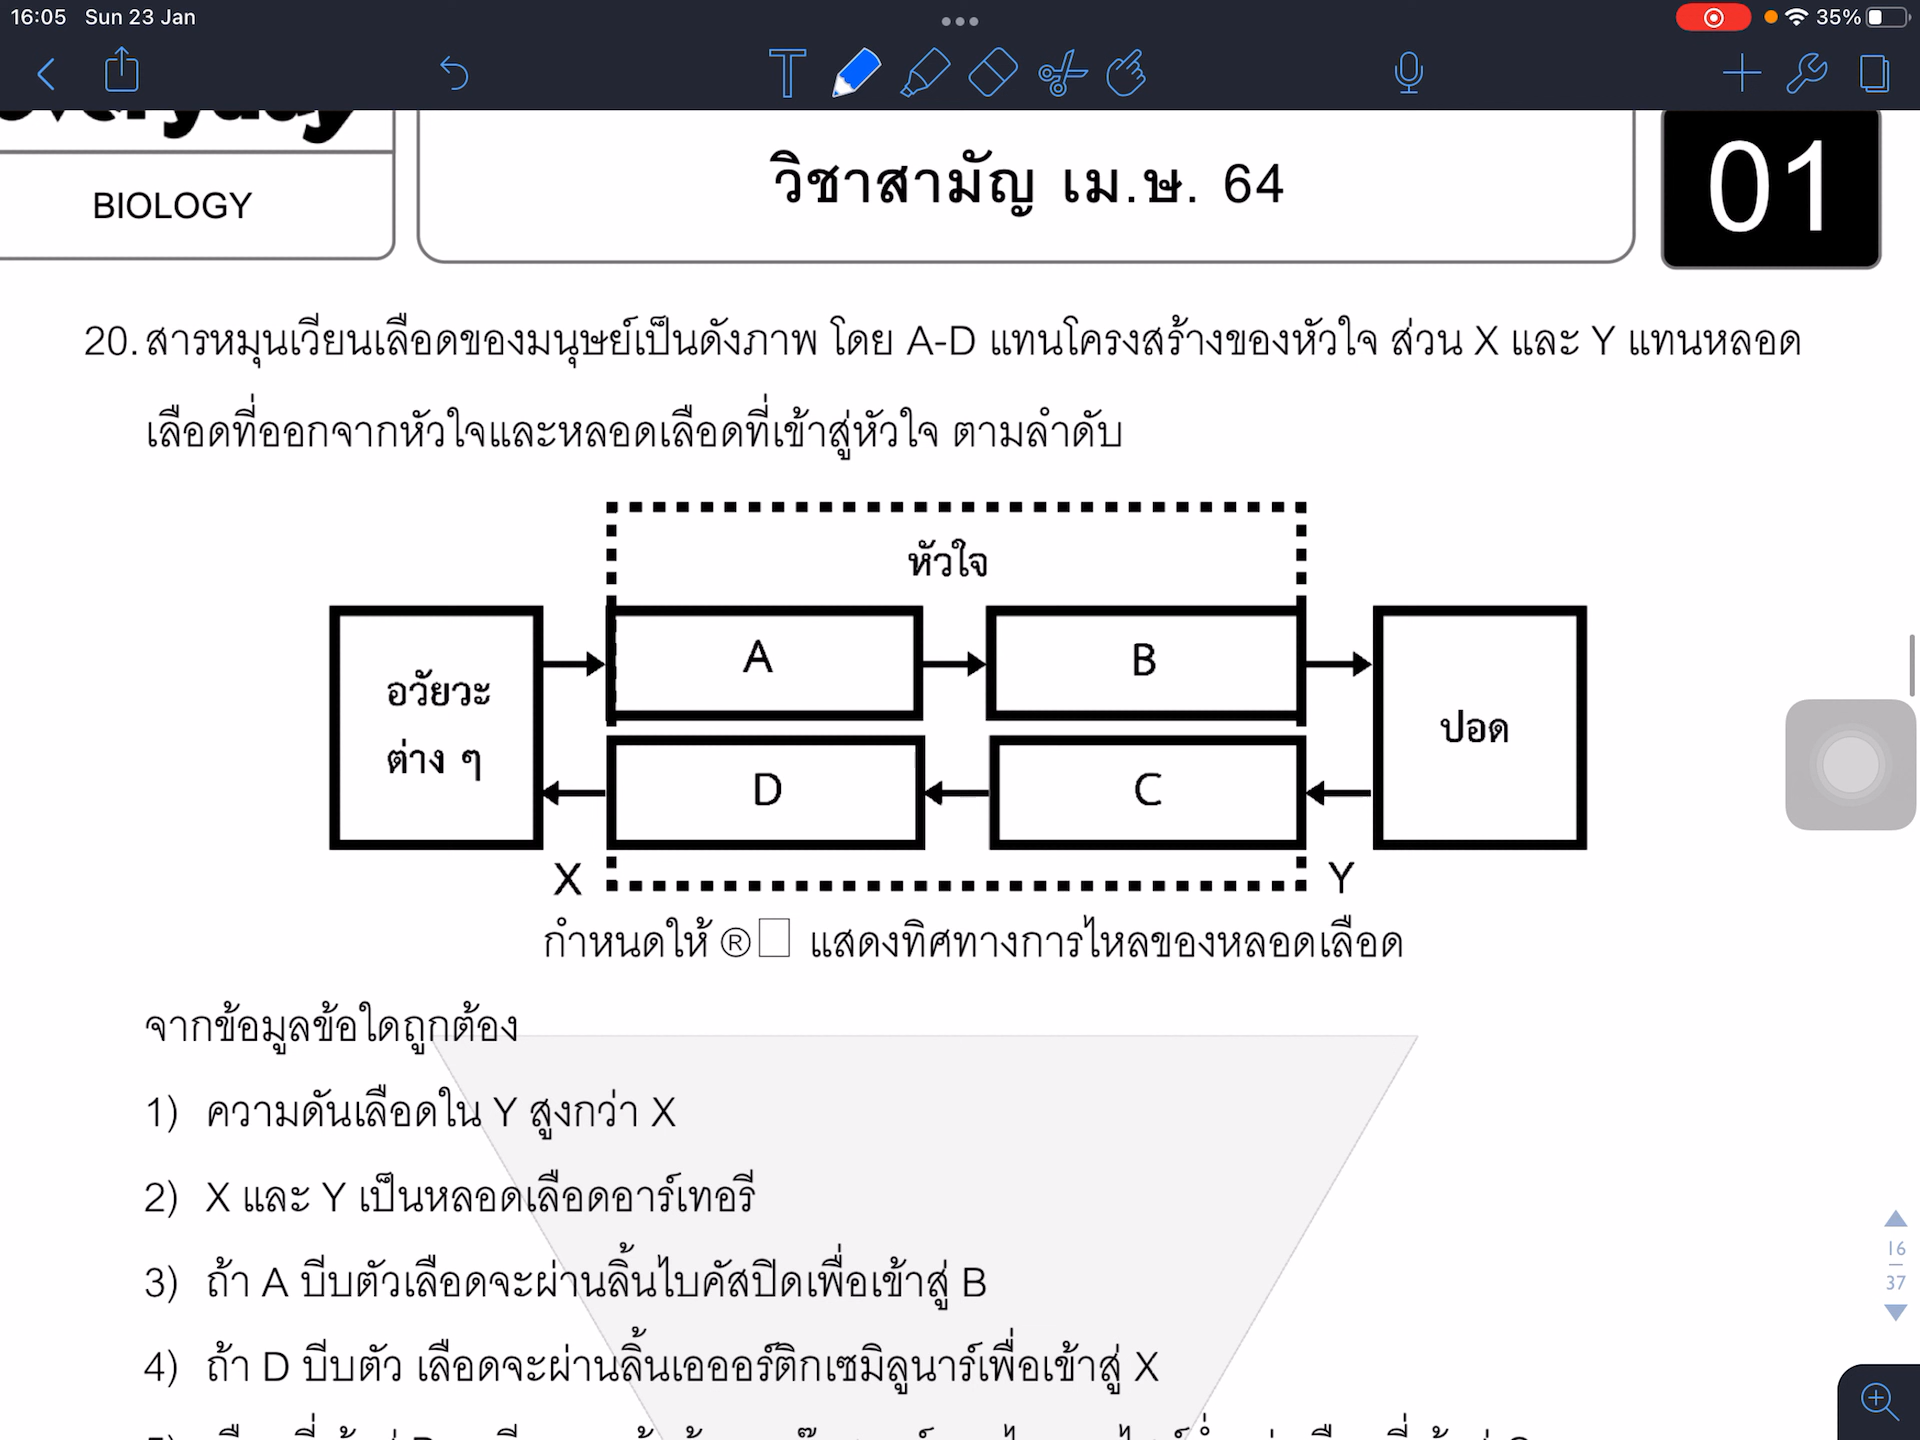 16:05 Sun 23 Jan
35%
everyday
BIOLOGY
วิชาสามัญ เม.ษ. 64
01
20. สารหมุนเวียนเลือดของมนุษย์เป็นดังภาพ โดย A-D แทนโครงสร้างของหัวใจ ส่วน X และ Y แทนหลอด
เลือดที่ออกจากหัวใจและหลอดเลือดที่เข้าสู่หัวใจ ตามลำดับ
หัวใจ
อวัยวะ
ต่าง ๆ
A
B
ปอด
D
C
X
Y
กำหนดให้ ®□ แสดงทิศทางการไหลของหลอดเลือด
จากข้อมูลข้อใดถูกต้อง
1) ความดันเลือดใน Y สูงกว่า X
2) X และ Y เป็นหลอดเลือดอาร์เทอรี
3) ถ้า A บีบตัวเลือดจะผ่านลิ้นไบคัสปิดเพื่อเข้าสู่ B
4) ถ้า D บีบตัว เลือดจะผ่านลิ้นเอออร์ติกเซมิลูนาร์เพื่อเข้าสู่ X
16
37